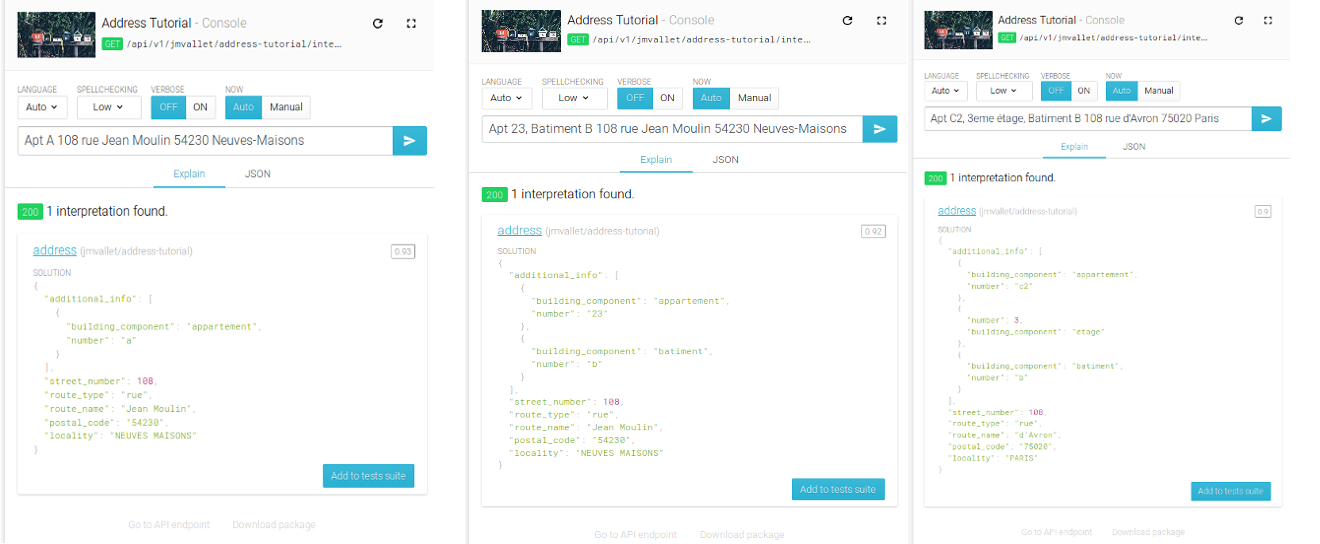 Address Tutorial - Console
GET /api/v1/jmvallet/address-tutorial/inte…
LANGUAGE SPELLCHECKING VERBOSE NOW
Auto Low OFF ON Auto Manual
Apt A 108 rue Jean Moulin 54230 Neuves-Maisons
Explain JSON
200 1 interpretation found.
address (jmvallet/address-tutorial) 0.93
SOLUTION
{
"additional_info": [
{
"building_component": "appartement",
"number": "a"
}
],
"street_number": 108,
"route_type": "rue",
"route_name": "Jean Moulin",
"postal_code": "54230",
"locality": "NEUVES MAISONS"
}
Add to tests suite
Go to API endpoint Download package
Address Tutorial - Console
GET /api/v1/jmvallet/address-tutorial/inte…
LANGUAGE SPELLCHECKING VERBOSE NOW
Auto Low OFF ON Auto Manual
Apt 23, Batiment B 108 rue Jean Moulin 54230 Neuves-Maisons
Explain JSON
200 1 interpretation found.
address (jmvallet/address-tutorial) 0.92
SOLUTION
{
"additional_info": [
{
"building_component": "appartement",
"number": "23"
},
{
"building_component": "batiment",
"number": "b"
}
],
"street_number": 108,
"route_type": "rue",
"route_name": "Jean Moulin",
"postal_code": "54230",
"locality": "NEUVES MAISONS"
}
Add to tests suite
Go to API endpoint Download package
Address Tutorial - Console
GET /api/v1/jmvallet/address-tutorial/inte…
LANGUAGE SPELLCHECKING VERBOSE NOW
Auto Low OFF ON Auto Manual
Apt C2, 3eme étage, Batiment B 108 rue d'Avron 75020 Paris
Explain JSON
200 1 interpretation found.
address (jmvallet/address-tutorial) 0.9
SOLUTION
{
"additional_info": [
{
"building_component": "appartement",
"number": "c2"
},
{
"number": 3,
"building_component": "étage"
},
{
"building_component": "batiment",
"number": "b"
}
],
"street_number": 108,
"route_type": "rue",
"route_name": "d'Avron",
"postal_code": "75020",
"locality": "PARIS"
}
Add to tests suite
Go to API endpoint Download package